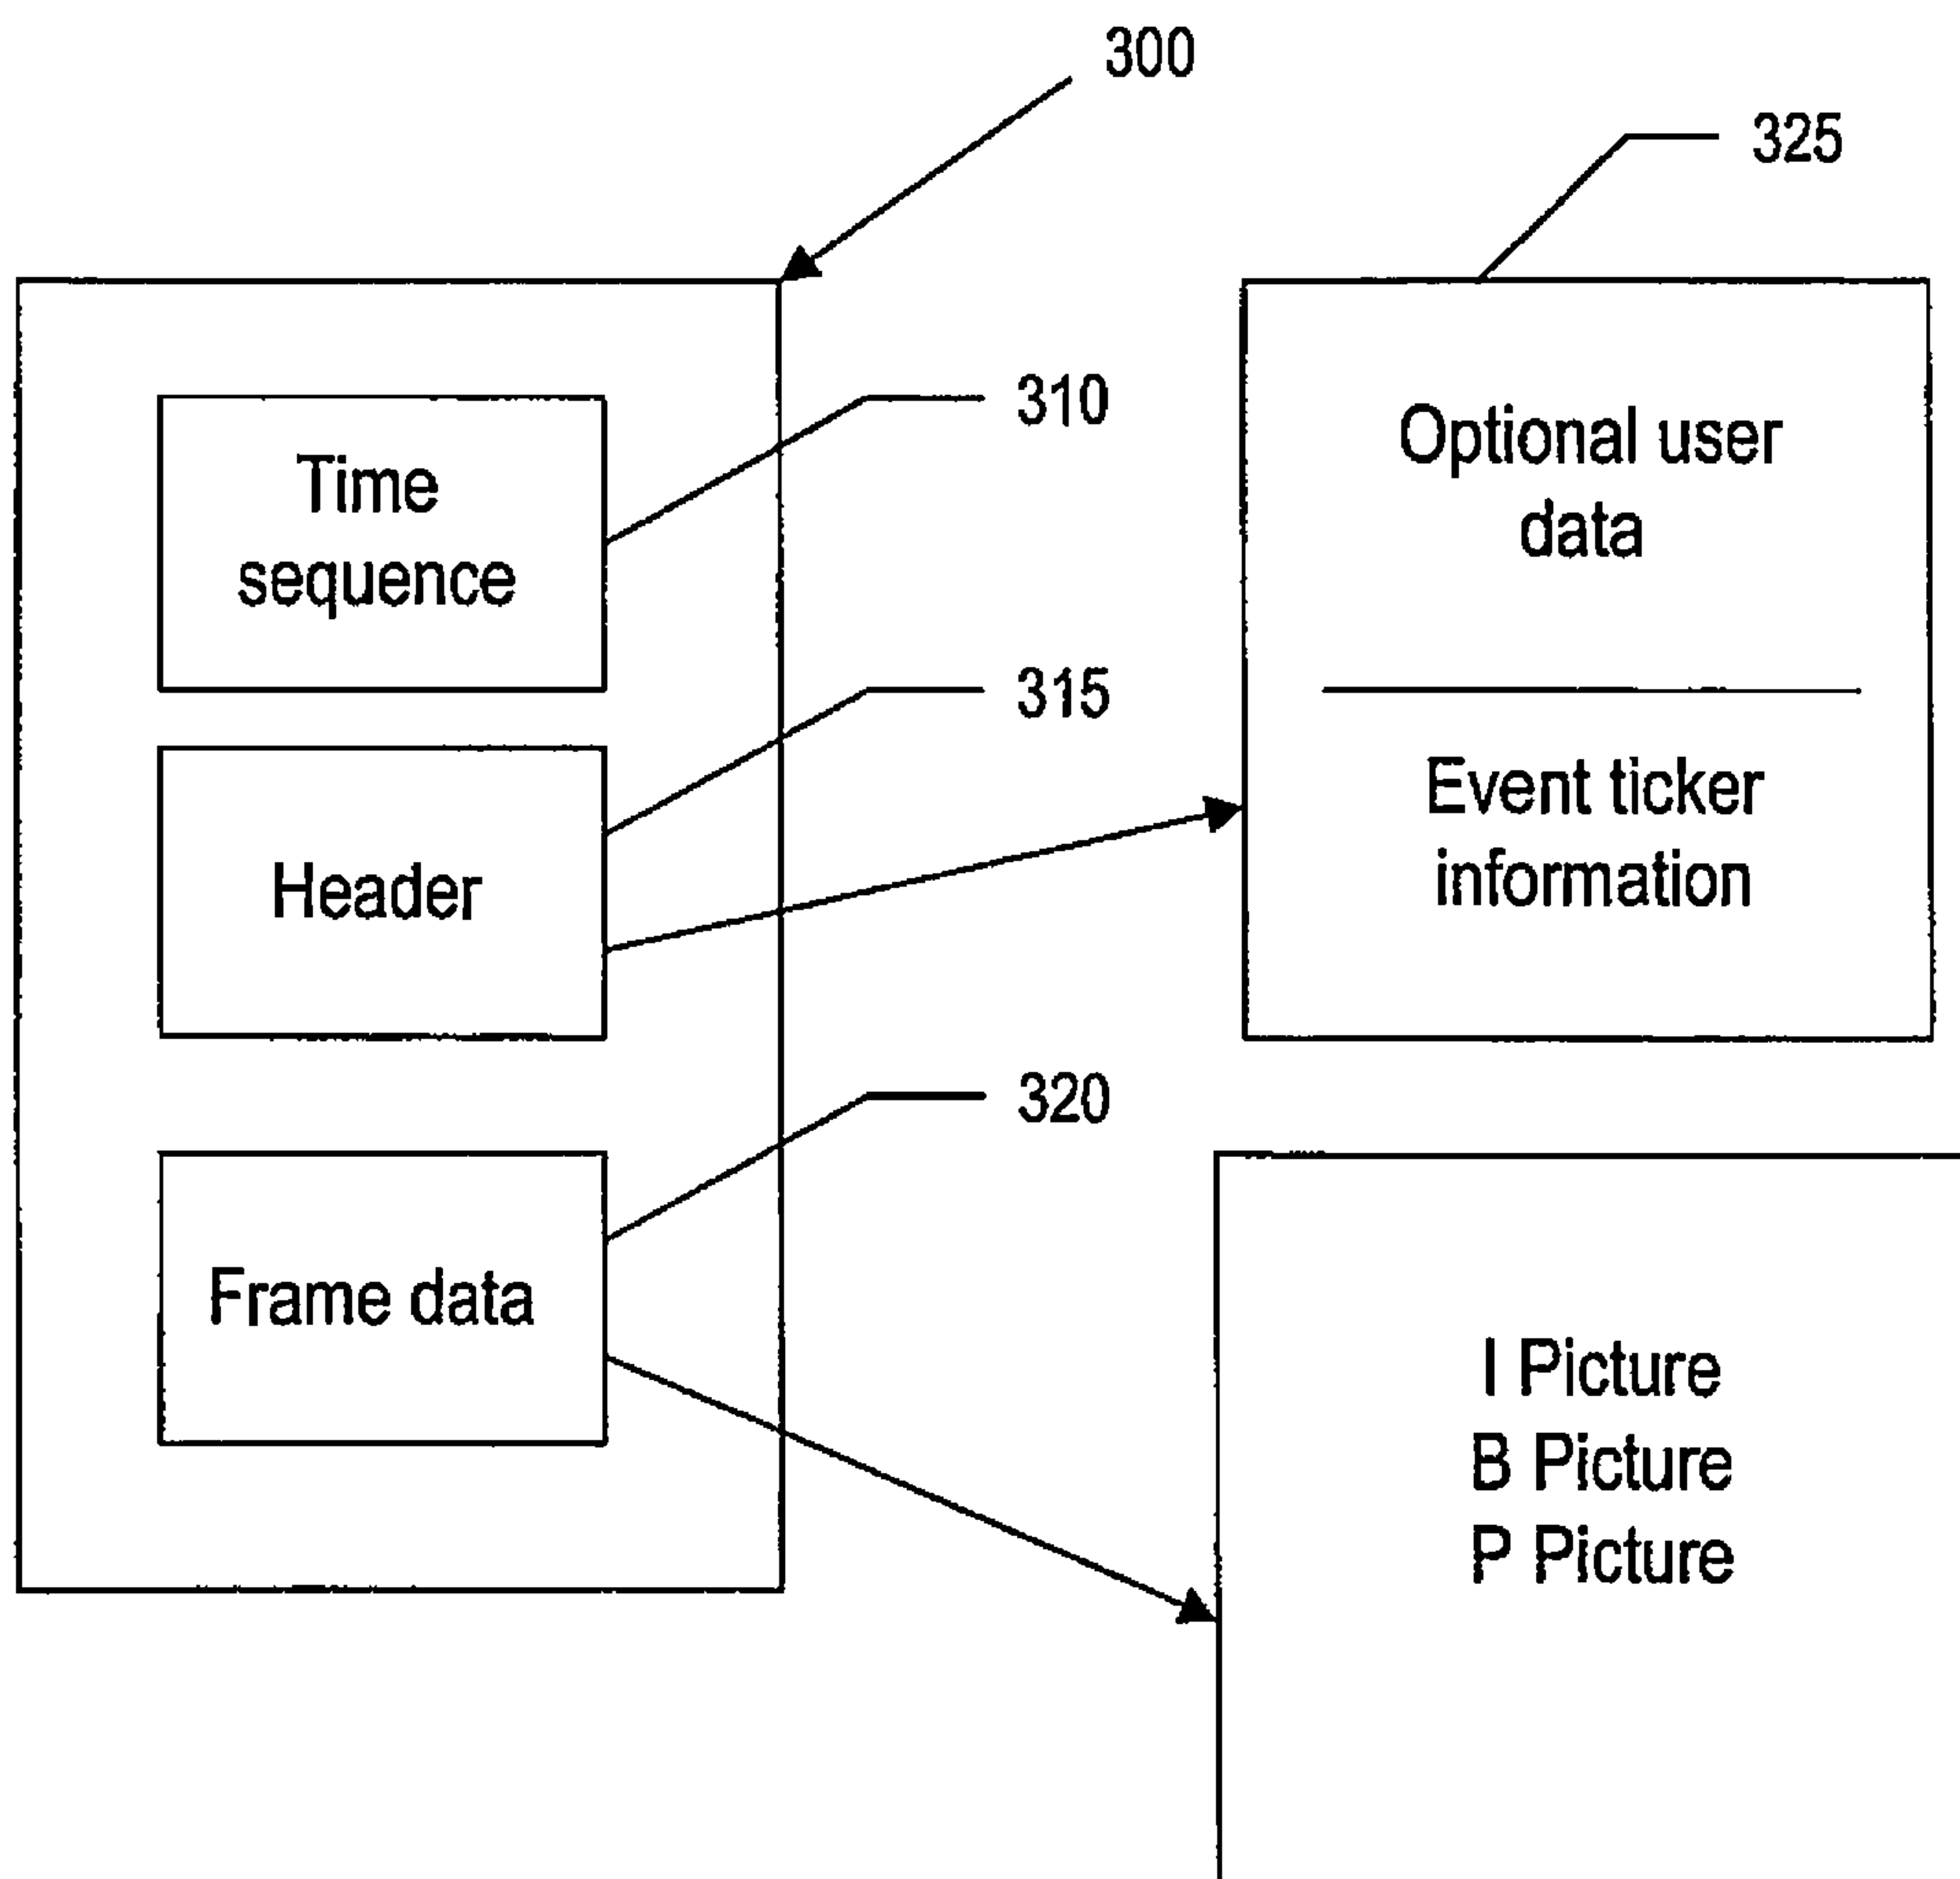 300
325
310
Time
sequence
Optional user
data
315
Header
Event ticker
information
320
Frame data
I Picture
B Picture
P Picture